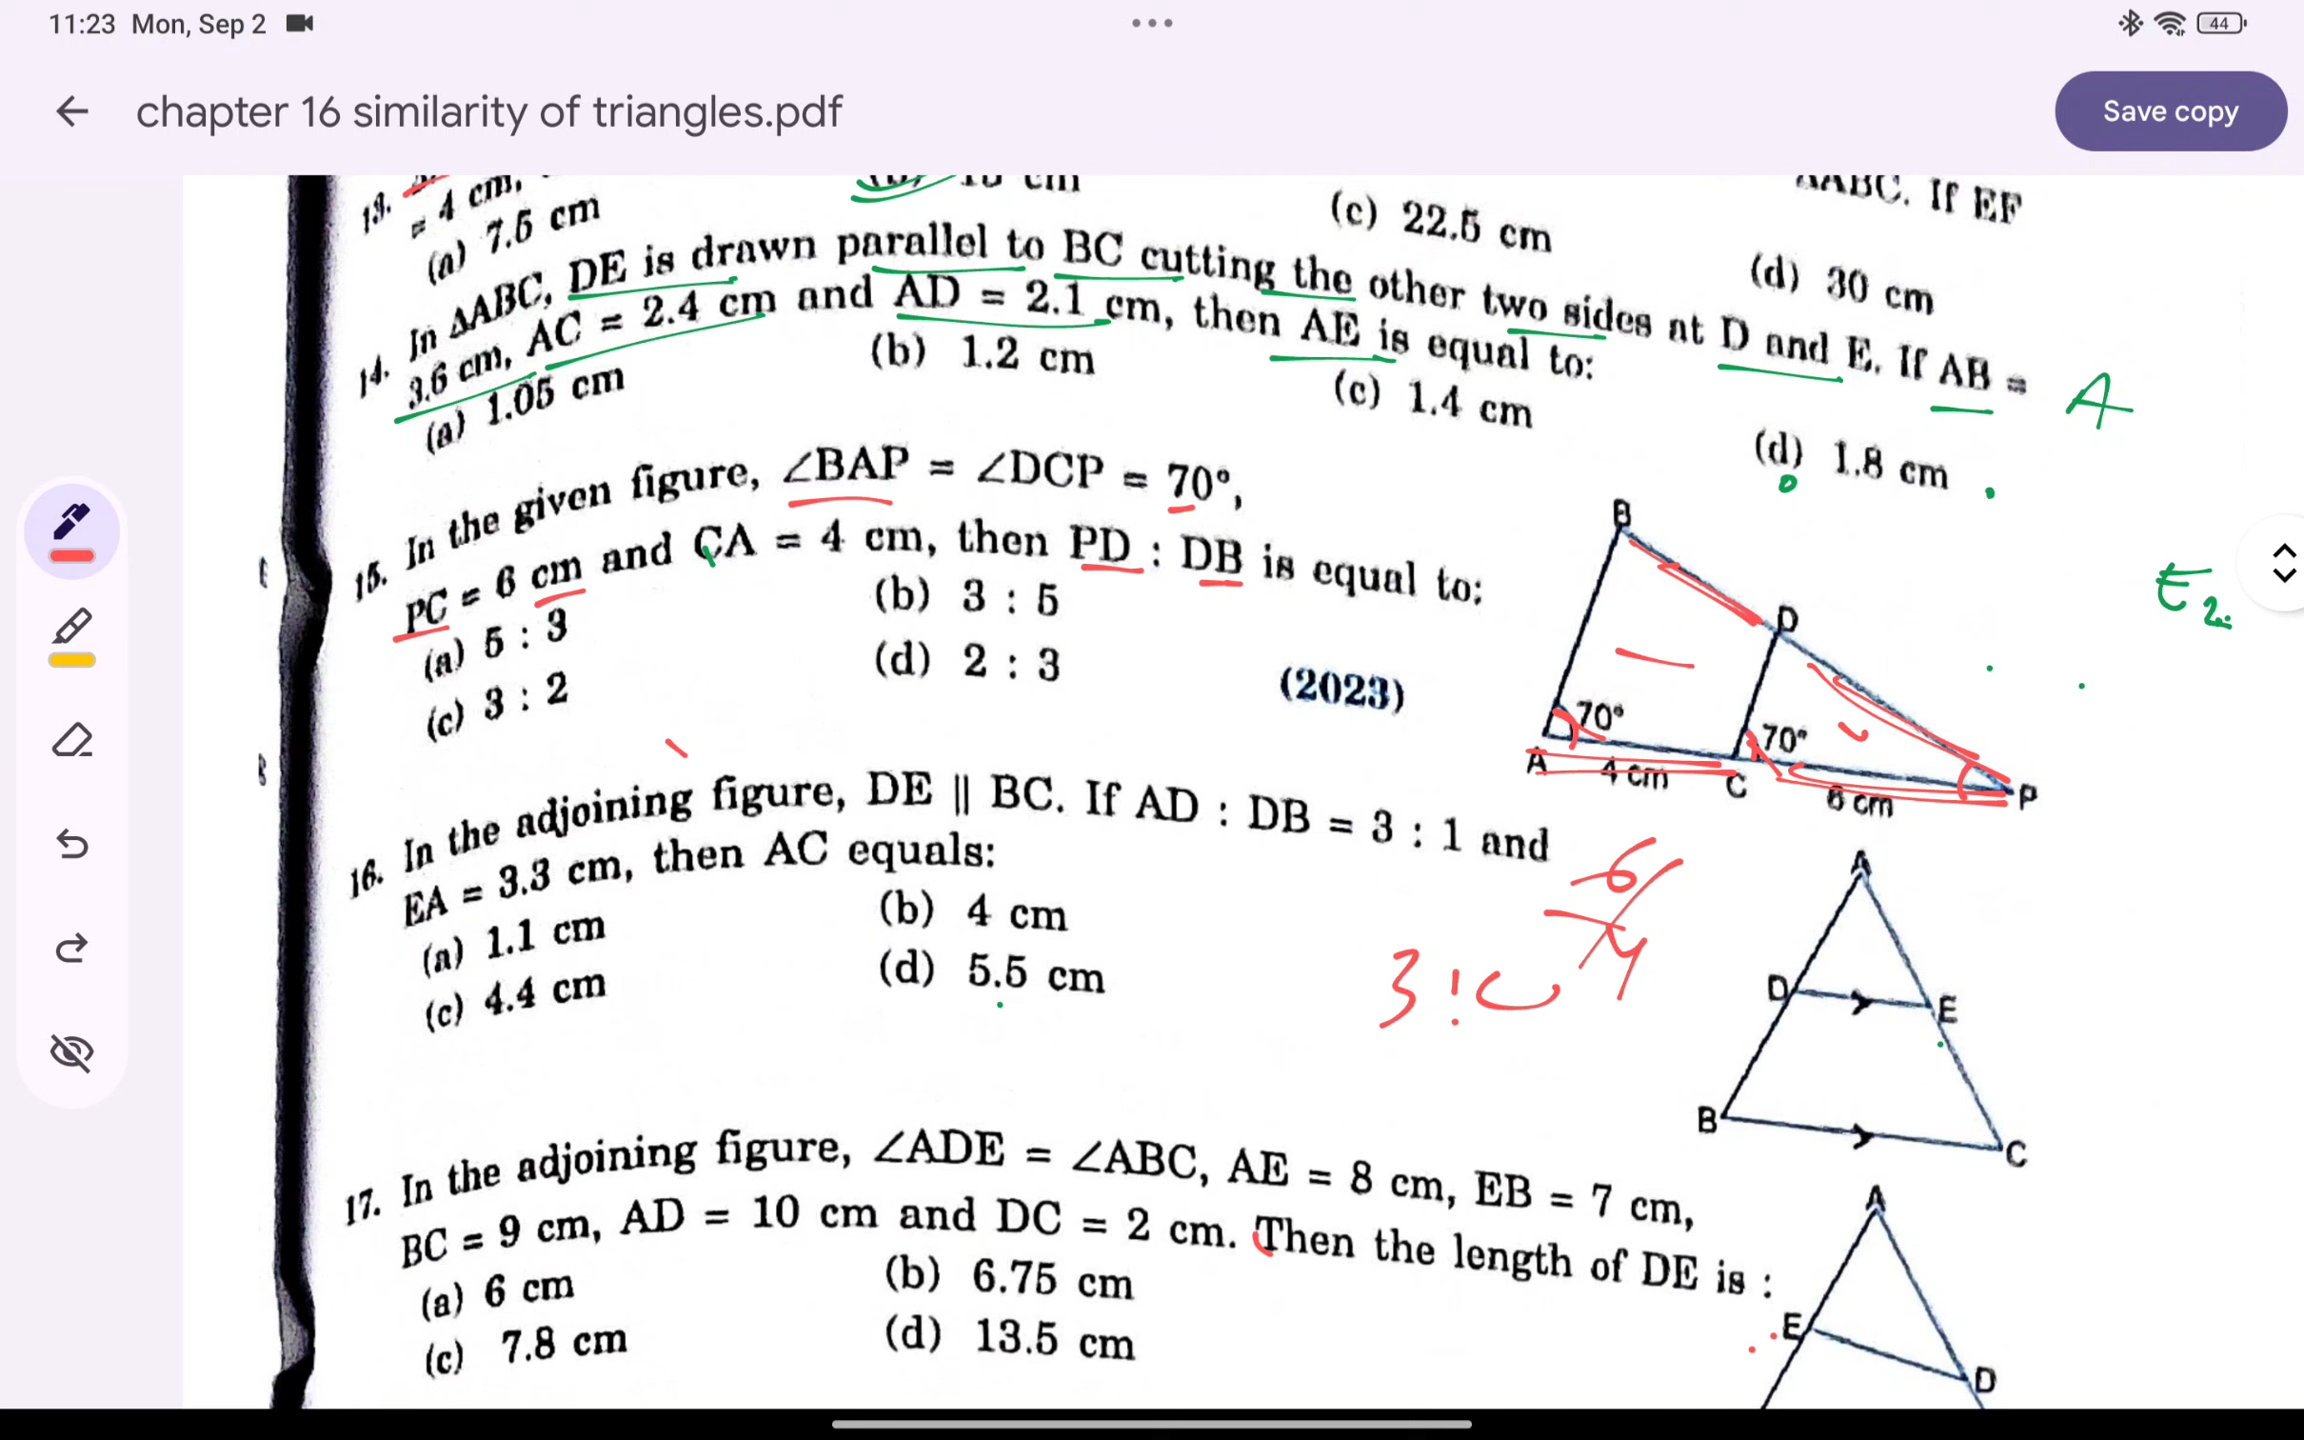 11:23 Mon, Sep 2
44
chapter 16 similarity of triangles.pdf
Save copy
ABC. If EF
13.
= 4 cm,
(a) 7.5 cm
(c) 22.5 cm
(d) 30 cm
14. In ΔABC, DE is drawn parallel to BC cutting the other two sides at D and E. If AB =
3.6 cm, AC = 2.4 cm and AD = 2.1 cm, then AE is equal to:
(a) 1.05 cm
(b) 1.2 cm
(c) 1.4 cm
(d) 1.8 cm
A
15. In the given figure, ∠BAP = ∠DCP = 70°,
PC = 6 cm and CA = 4 cm, then PD : DB is equal to:
(a) 5 : 3
(b) 3 : 5
(c) 3 : 2
(d) 2 : 3
(2023)
B
D
70°
70°
A
4 cm
C
6 cm
P
16. In the adjoining figure, DE || BC. If AD : DB = 3 : 1 and
EA = 3.3 cm, then AC equals:
(a) 1.1 cm
(b) 4 cm
(c) 4.4 cm
(d) 5.5 cm
6
4
A
D
E
B
C
17. In the adjoining figure, ∠ADE = ∠ABC, AE = 8 cm, EB = 7 cm,
BC = 9 cm, AD = 10 cm and DC = 2 cm. Then the length of DE is :
(a) 6 cm
(b) 6.75 cm
(c) 7.8 cm
(d) 13.5 cm
A
E
D